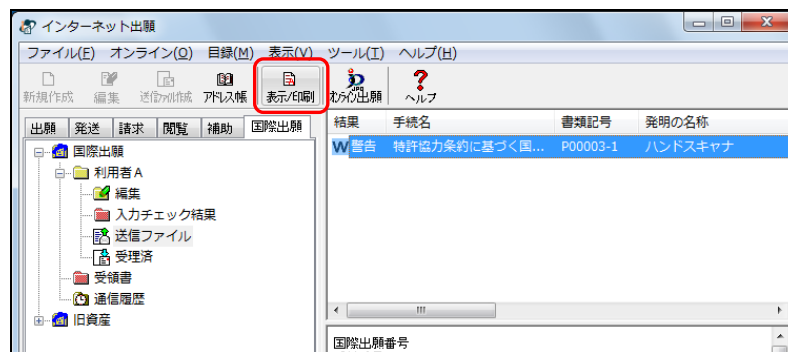 インターネット出願
ファイル(F) オンライン(O) 目録(M) 表示(V) ツール(T) ヘルプ(H)
新規作成 編集 送信ファイル作成 アドレス帳 表示/印刷 オンライン出願 ヘルプ
出願 発送 請求 閲覧 補助 国際出願
結果 手続名 書類記号 発明の名称
W 警告 特許協力条約に基づく国... P00003-1 ハンドスキャナ
国際出願
利用者A
編集
入力チェック結果
送信ファイル
受理済
受領書
通信履歴
旧資産
国際出願番号